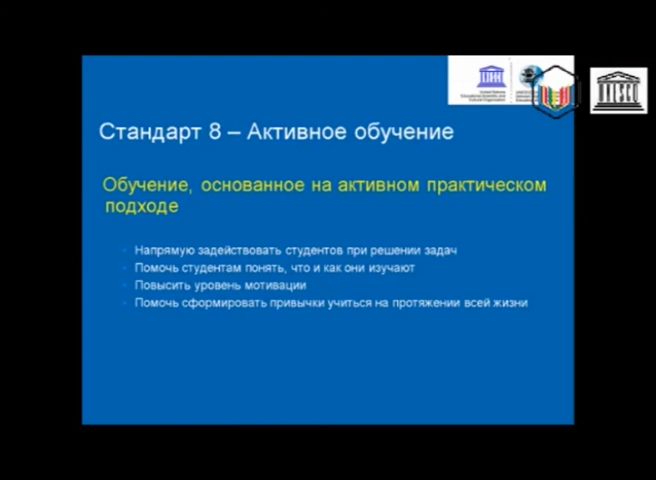 Стандарт 8 – Активное обучение
Обучение, основанное на активном практическом
подходе
Напрямую задействовать студентов при решении задач
Помочь студентам понять, что и как они изучают
Повысить уровень мотивации
Помочь сформировать привычки учиться на протяжении всей жизни